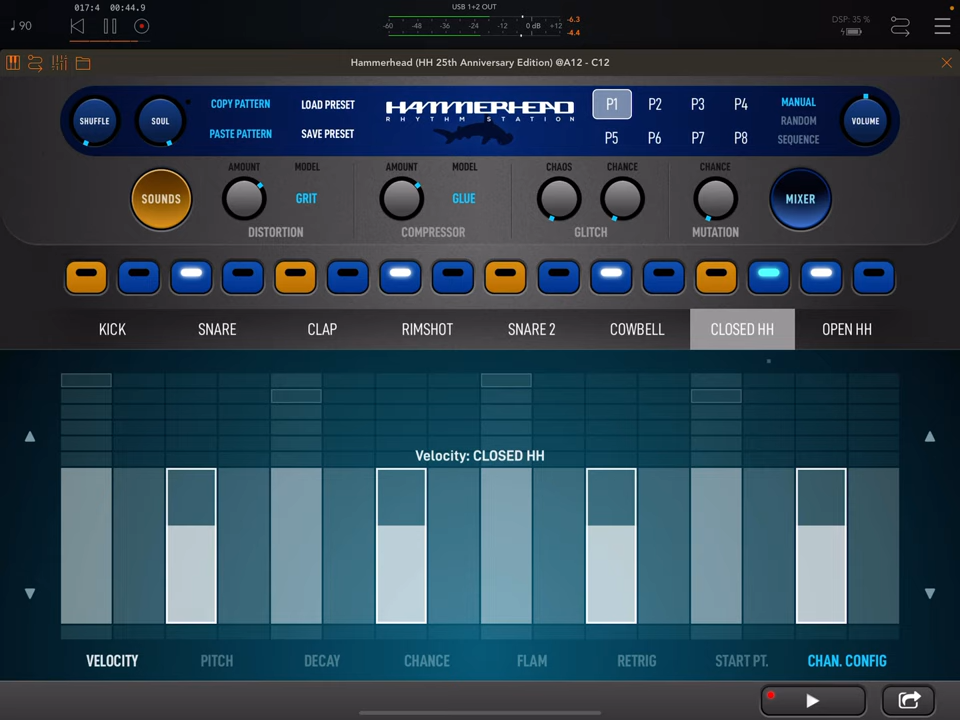 USB 1+2 OUT
♩ 90
017:4 00:44.9
-60 -48 -36 -24 -12 0 dB +12
-6.3
-4.4
DSP: 35 %
Hammerhead (HH 25th Anniversary Edition) @A12 - C12
SHUFFLE
SOUL
COPY PATTERN
LOAD PRESET
PASTE PATTERN
SAVE PRESET
HAMMERHEAD
RHYTHM STATION
P1 P2 P3 P4
P5 P6 P7 P8
MANUAL
RANDOM
SEQUENCE
VOLUME
SOUNDS
AMOUNT MODEL
GRIT
DISTORTION
AMOUNT MODEL
GLUE
COMPRESSOR
CHAOS CHANCE
GLITCH
CHANCE
MUTATION
MIXER
KICK SNARE CLAP RIMSHOT SNARE 2 COWBELL CLOSED HH OPEN HH
Velocity: CLOSED HH
VELOCITY PITCH DECAY CHANCE FLAM RETRIG START PT. CHAN. CONFIG